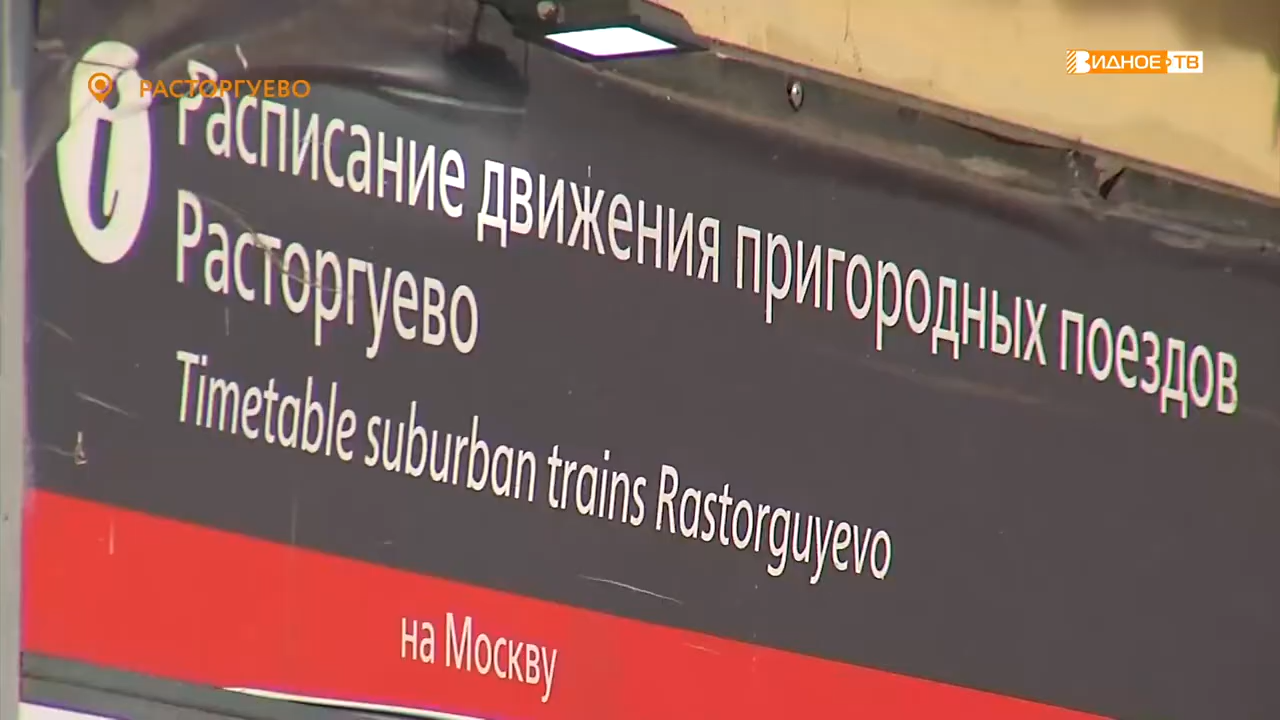 РАСТОРГУЕВО
ВИДНОЕ ТВ
i
Расписание движения пригородных поездов
Расторгуево
Timetable suburban trains Rastorguyevo
на Москву